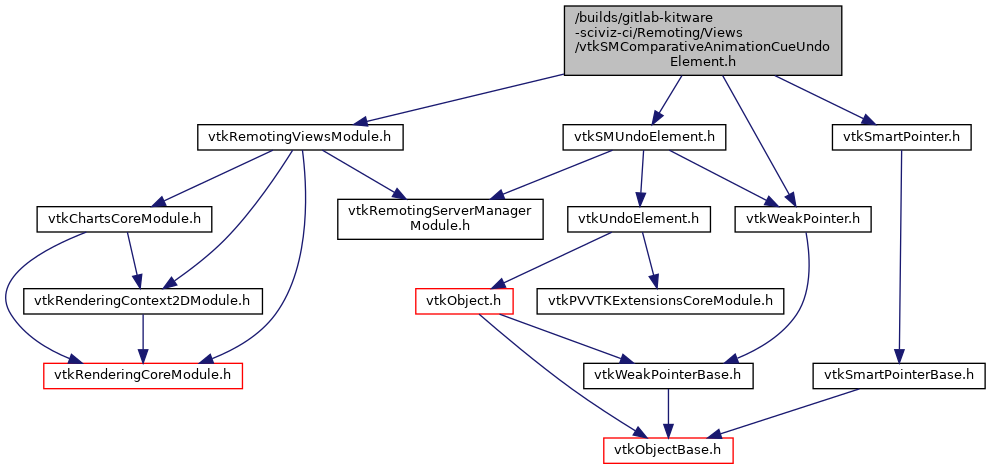 /builds/gitlab-kitware
-sciviz-ci/Remoting/Views
/vtkSMComparativeAnimationCueUndo
Element.h
vtkRemotingViewsModule.h
vtkSMUndoElement.h
vtkSmartPointer.h
vtkChartsCoreModule.h
vtkRemotingServerManager
Module.h
vtkUndoElement.h
vtkWeakPointer.h
vtkRenderingContext2DModule.h
vtkObject.h
vtkPVVTKExtensionsCoreModule.h
vtkRenderingCoreModule.h
vtkWeakPointerBase.h
vtkSmartPointerBase.h
vtkObjectBase.h